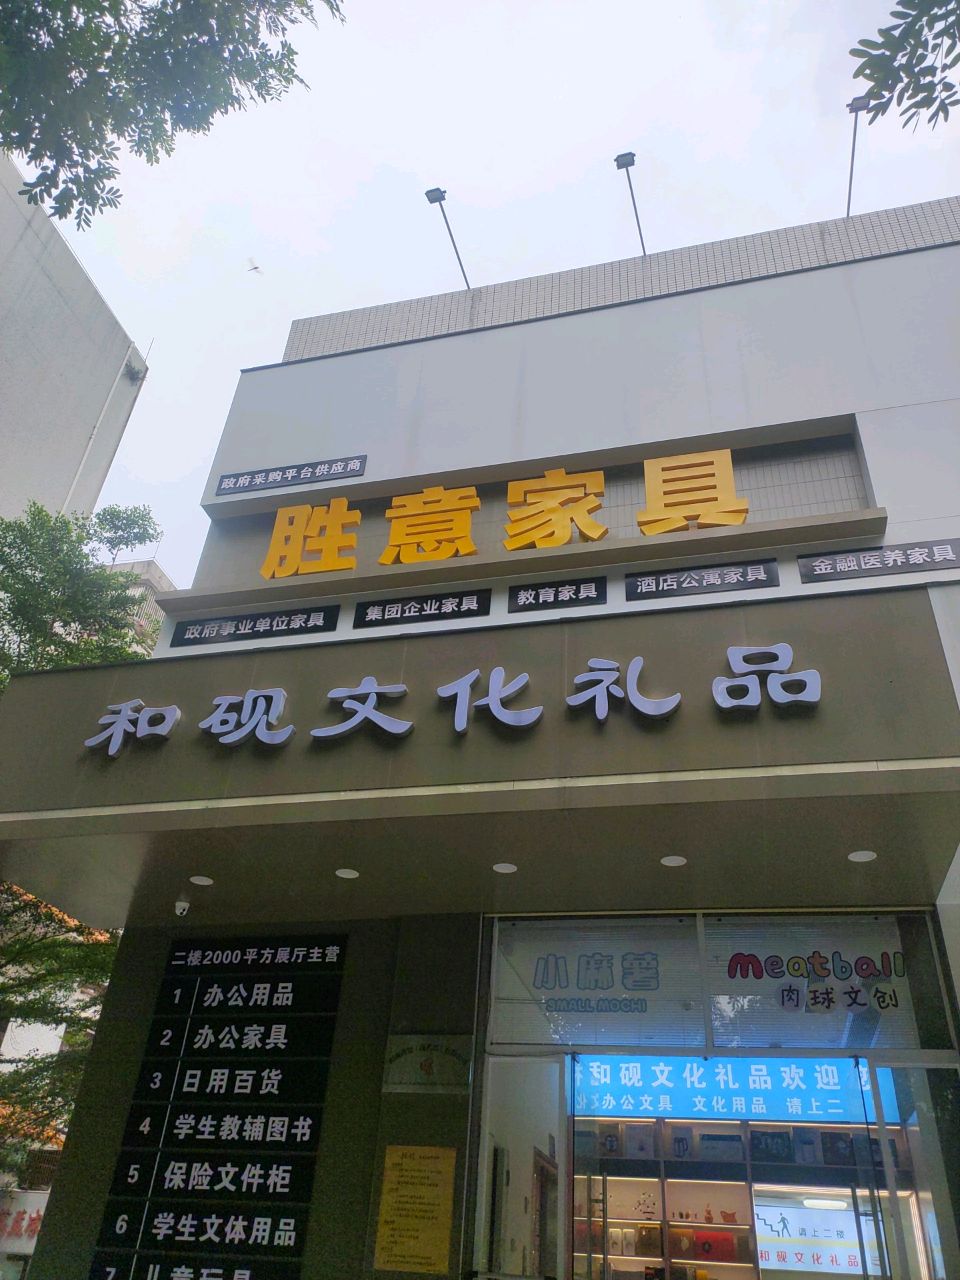 政府采购平台供应商
胜意家具
政府事业单位家具 集团企业家具 教育家具 酒店公寓家具 金融医养家具
和砚文化礼品
二楼2000平方展厅主营
1 办公用品
2 办公家具
3 日用百货
4 学生教辅图书
5 保险文件柜
6 学生文体用品
7 儿童玩具
小麻薯
SMALL MOCHI
meatball
肉球文创
和砚文化礼品欢迎
办公文具 文化用品 请上二
请上二楼
和砚文化礼品